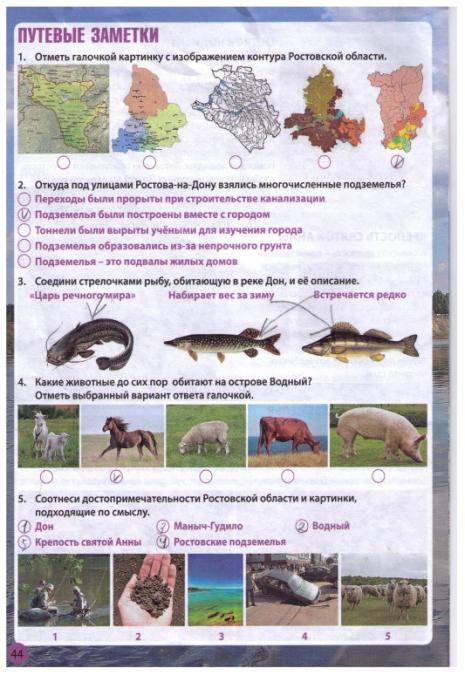 ПУТЕВЫЕ ЗАМЕТКИ
1. Отметь галочкой картинку с изображением контура Ростовской области.
2. Откуда под улицами Ростова-на-Дону взялись многочисленные подземелья?
Переходы были прорыты при строительстве канализации
Подземелья были построены вместе с городом
Тоннели были вырыты учёными для изучения города
Подземелья образовались из-за непрочного грунта
Подземелья – это подвалы жилых домов
3. Соедини стрелочками рыбу, обитающую в реке Дон, и её описание.
«Царь речного мира» Набирает вес за зиму Встречается редко
4. Какие животные до сих пор обитают на острове Водный?
Отметь выбранный вариант ответа галочкой.
5. Соотнеси достопримечательности Ростовской области и картинки,
подходящие по смыслу.
1 Дон Маныч-Гудило 2 Водный
5 Крепость святой Анны 4 Ростовские подземелья
1 2 3 4 5
44